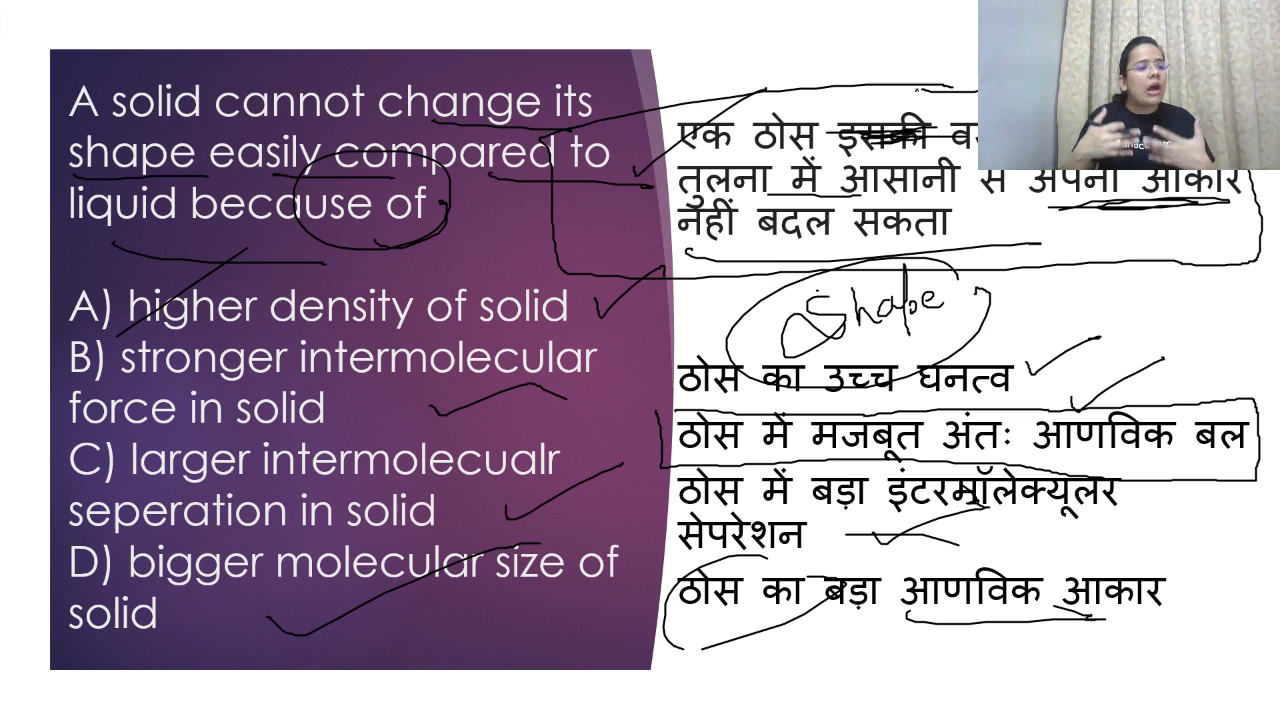 A solid cannot change its
shape easily compared to
liquid because of
A) higher density of solid
B) stronger intermolecular
force in solid
C) larger intermolecualr
seperation in solid
D) bigger molecular size of
solid
एक ठोस इसकी
तुलना में आसानी से अपना आकार
नहीं बदल सकता
Shape
ठोस का उच्च घनत्व
ठोस में मजबूत अंतः आणविक बल
ठोस में बड़ा इंटरमॉलेक्यूलर
सेपरेशन
ठोस का बड़ा आणविक आकार